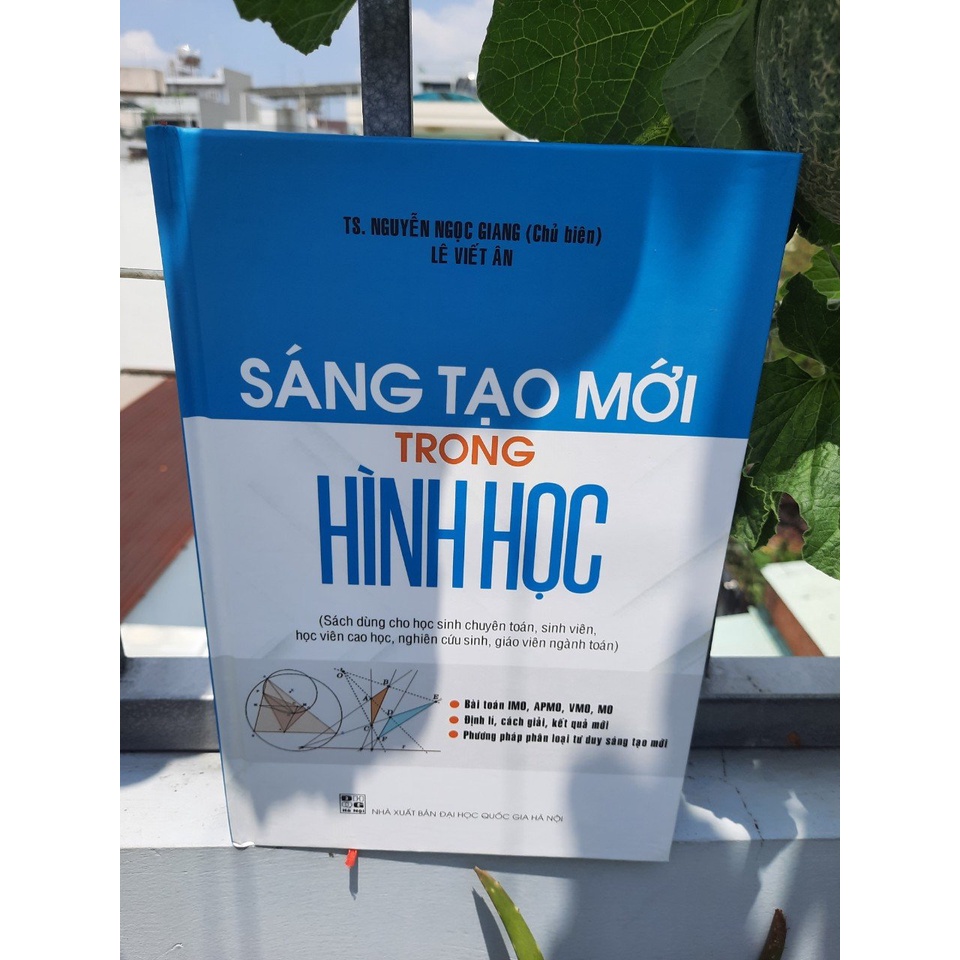 TS. NGUYỄN NGỌC GIANG (Chủ biên)
LÊ VIẾT ÂN
SÁNG TẠO MỚI
TRONG
HÌNH HỌC
(Sách dùng cho học sinh chuyên toán, sinh viên,
học viên cao học, nghiên cứu sinh, giáo viên ngành toán)
Bài toán IMO, APMO, VMO, MO
Định lí, cách giải, kết quả mới
Phương pháp phân loại tư duy sáng tạo mới
NHÀ XUẤT BẢN ĐẠI HỌC QUỐC GIA HÀ NỘI